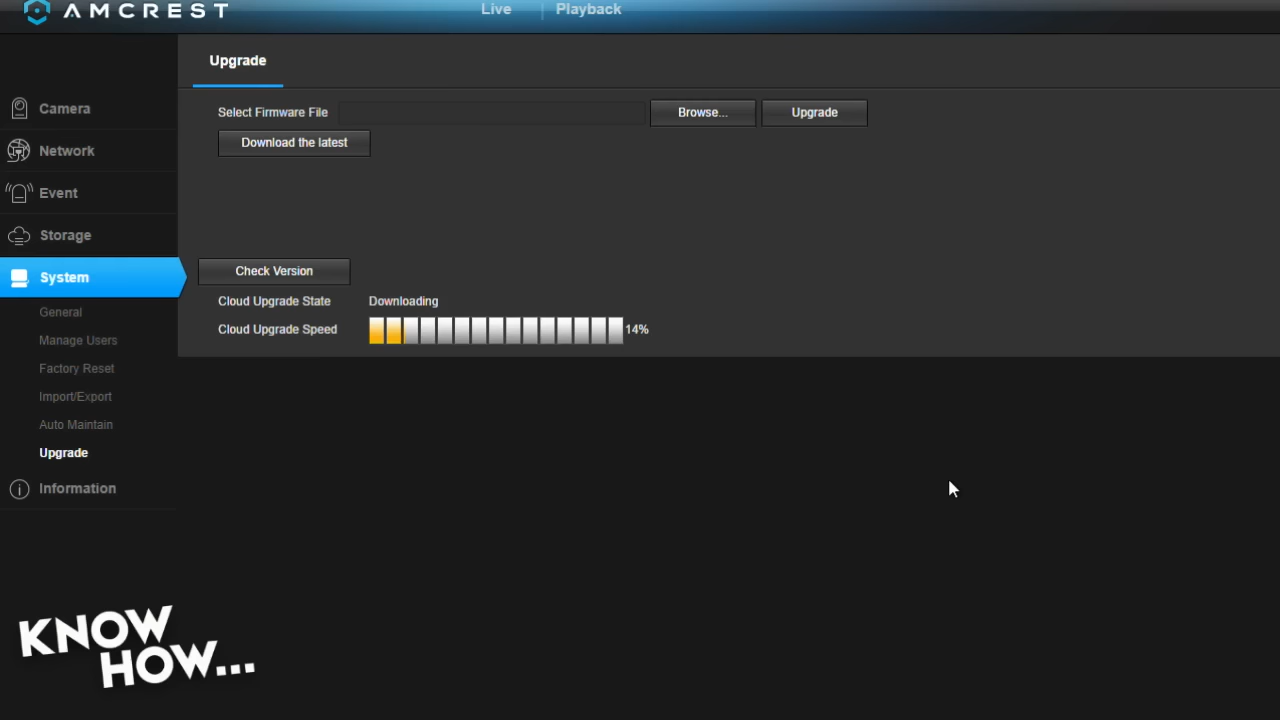 AMCREST
Live
Playback
Upgrade
Select Firmware File
Browse...
Upgrade
Download the latest
Camera
Network
Event
Storage
System
General
Manage Users
Factory Reset
Import/Export
Auto Maintain
Upgrade
Information
Check Version
Cloud Upgrade State
Downloading
Cloud Upgrade Speed
14%
KNOW
HOW...